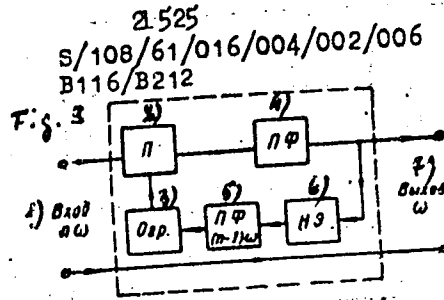 21525
S/108/61/016/004/002/006
B116/B212
Fig. 3
2)
4)
П
ПФ
1) Вход
nω
3)
5)
6)
7)
Выход
ω
Огр.
ПФ
(n-1)ω
НЭ